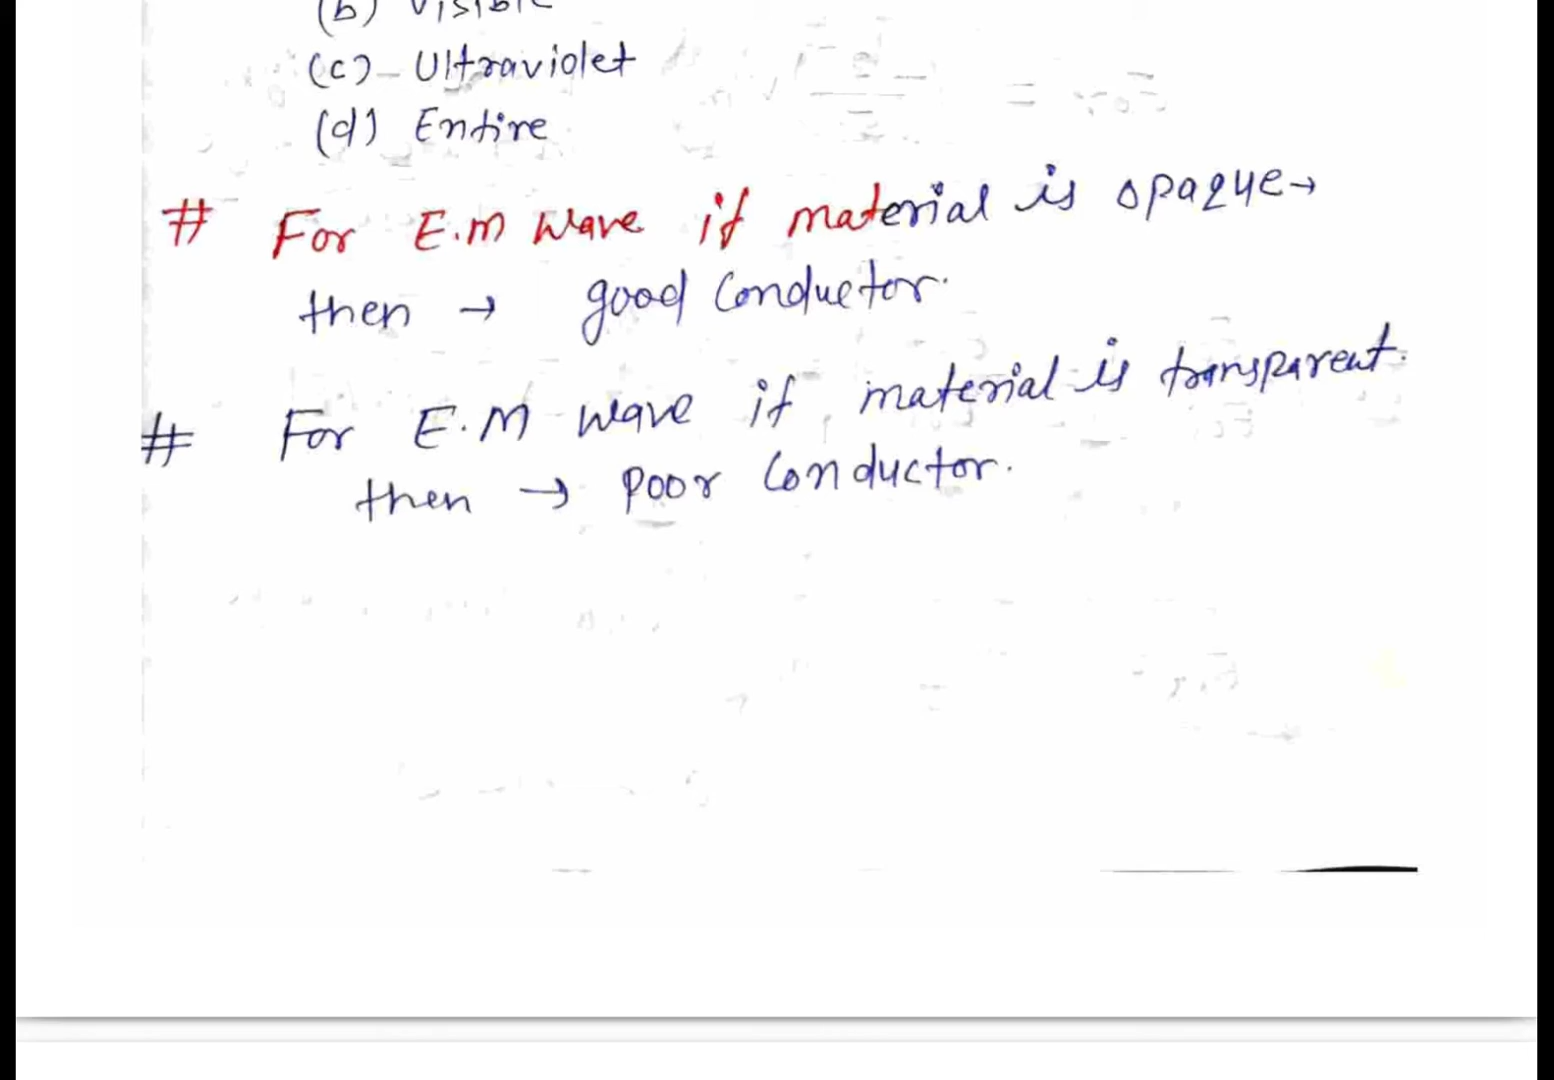 (b) Visible
(c) - Ultraviolet
(d) Entire
# For E.m wave if material is opaque →
then → good Conductor.
# For E.M wave if material is transparent.
then → poor Conductor.